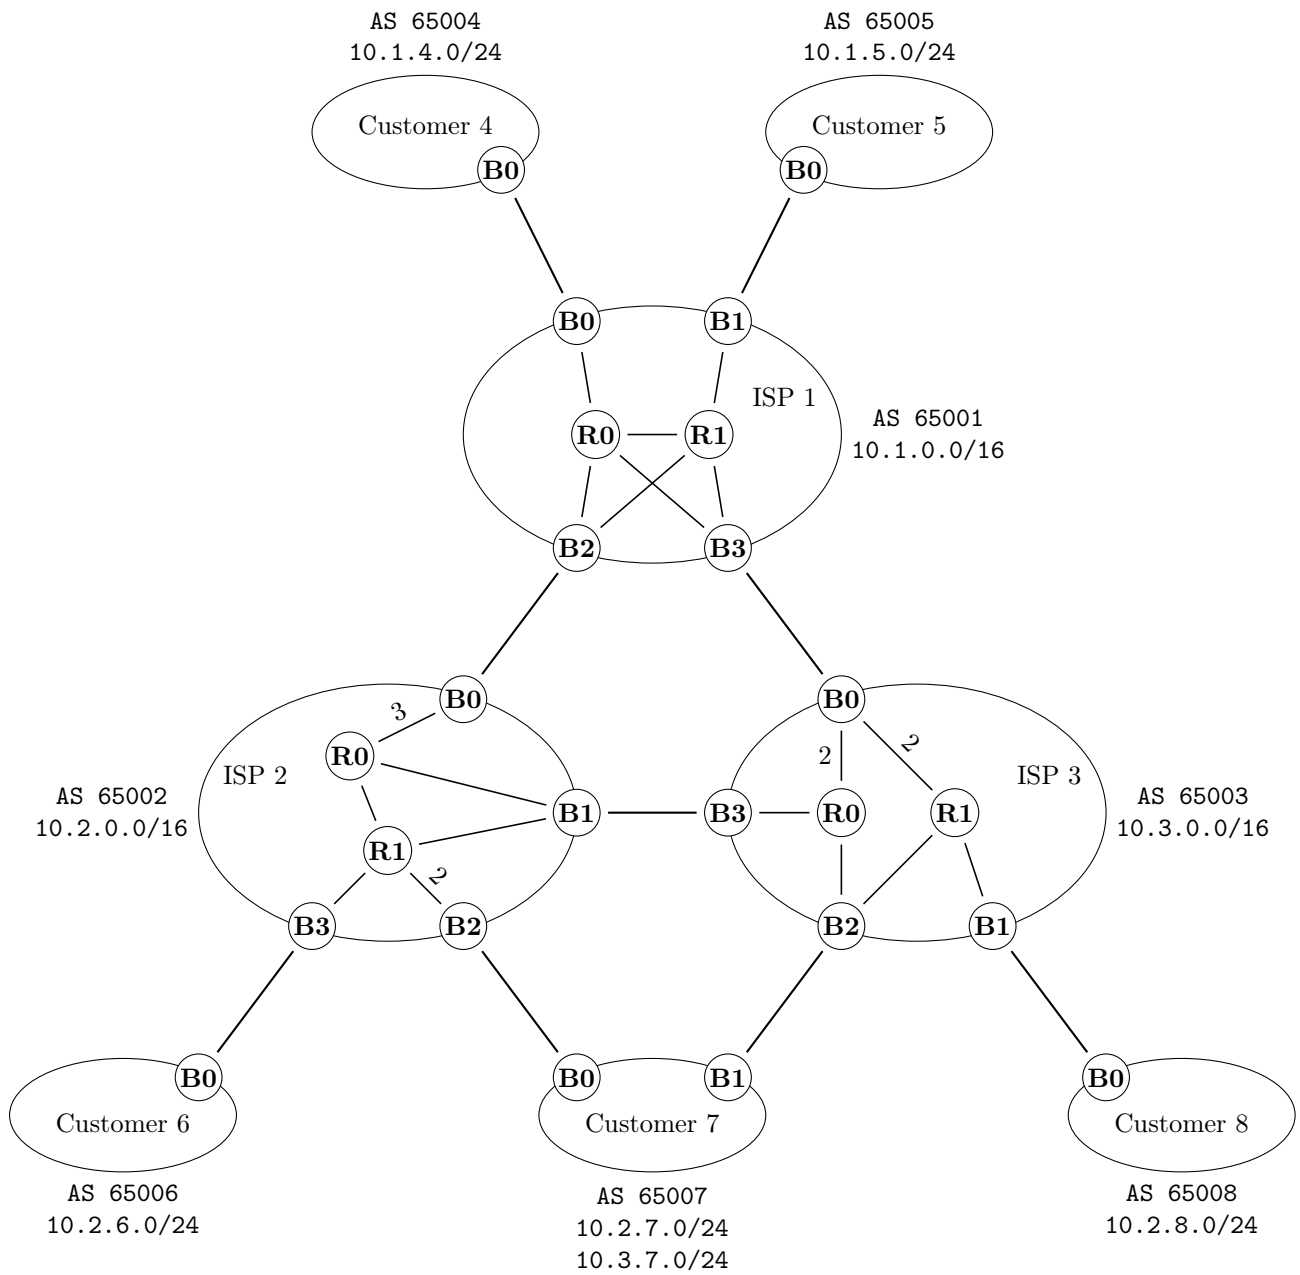 AS 65004
10.1.4.0/24
AS 65005
10.1.5.0/24
Customer 4
Customer 5
B0
B0
B0
B1
ISP 1
AS 65001
10.1.0.0/16
R0
R1
B2
B3
B0
B0
3
2
2
R0
ISP 2
ISP 3
AS 65002
10.2.0.0/16
B1
B3
R0
R1
AS 65003
10.3.0.0/16
R1
2
B3
B2
B2
B1
B0
B0
B1
B0
Customer 6
Customer 7
Customer 8
AS 65006
10.2.6.0/24
AS 65007
10.2.7.0/24
10.3.7.0/24
AS 65008
10.2.8.0/24